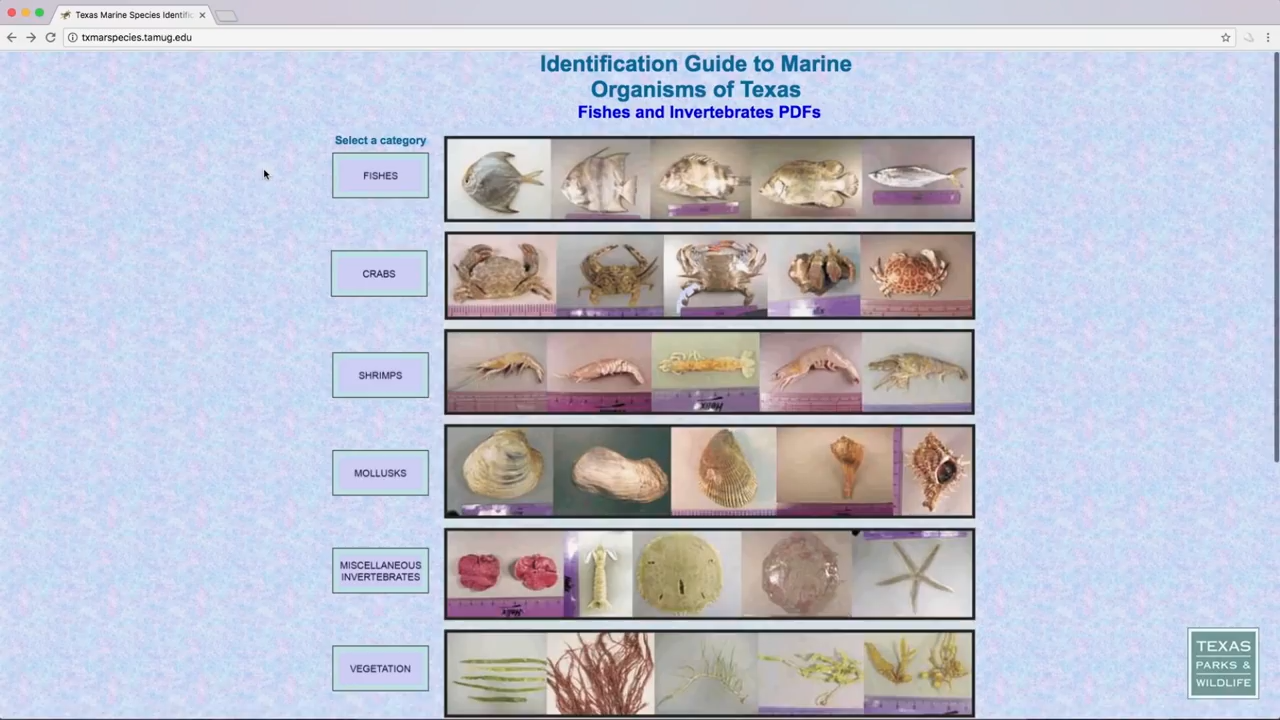 Texas Marine Species Identific
txmarspecies.tamug.edu
Identification Guide to Marine
Organisms of Texas
Fishes and Invertebrates PDFs
Select a category
FISHES
CRABS
SHRIMPS
MOLLUSKS
MISCELLANEOUS
INVERTEBRATES
VEGETATION
TEXAS
PARKS &
WILDLIFE